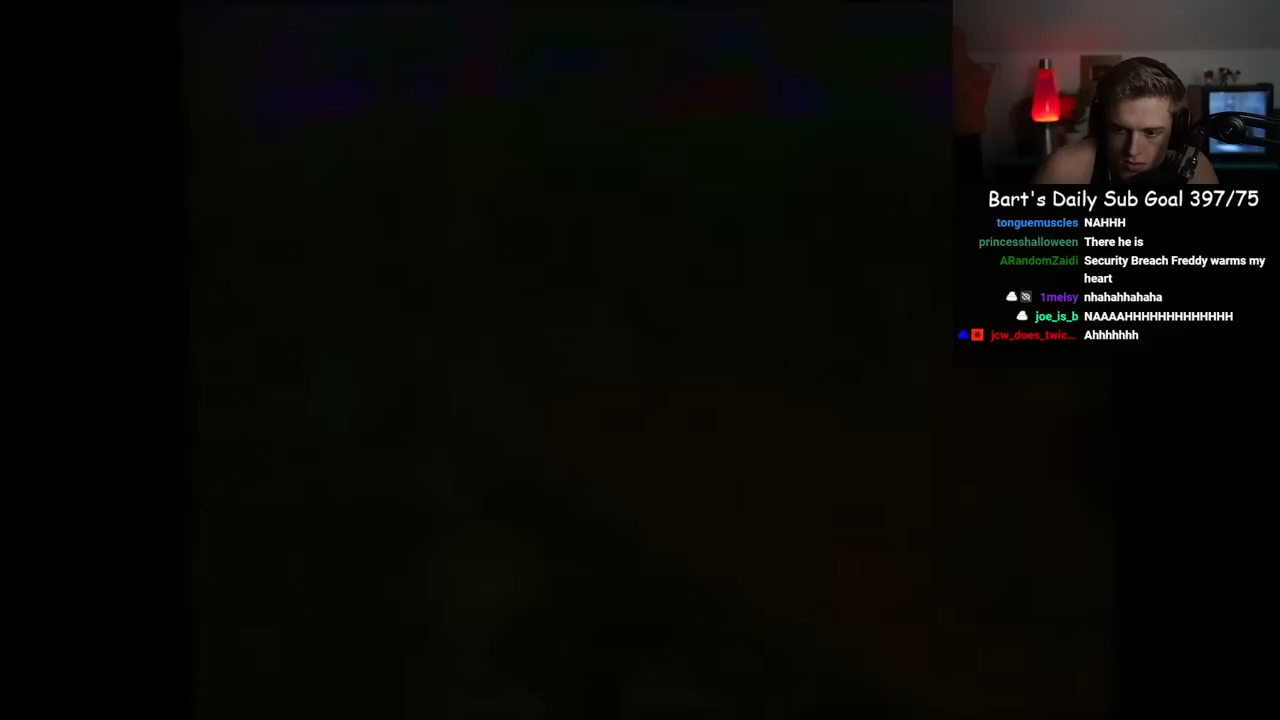 Bart's Daily Sub Goal 397/75
tonguemuscles NAHHH
princesshalloween There he is
ARandomZaidi Security Breach Freddy warms my
heart
1melsy nhahahhahaha
joe_is_b NAAAAHHHHHHHHHHHHH
jcw_does_twic... Ahhhhhhh